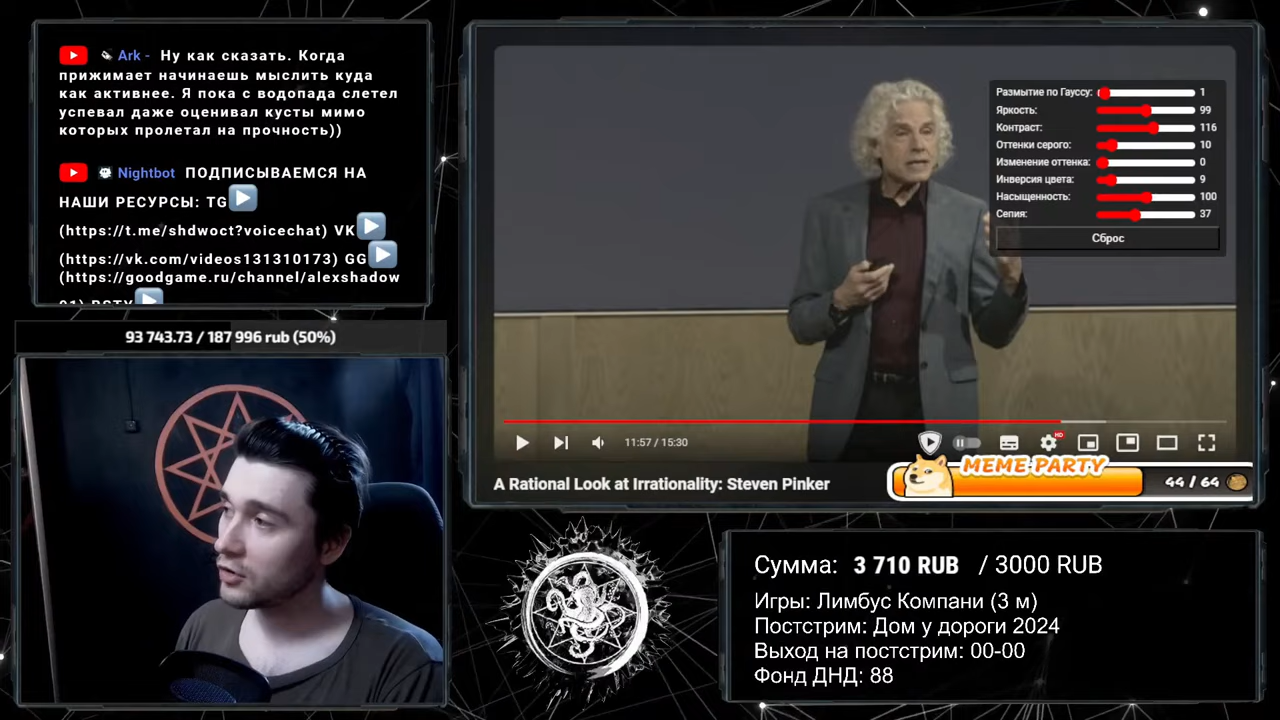 Ark - Ну как сказать. Когда
прижимает начинаешь мыслить куда
как активнее. Я пока с водопада слетел
успевал даже оценивал кусты мимо
которых пролетал на прочность))
Nightbot ПОДПИСЫВАЕМСЯ НА
НАШИ РЕСУРСЫ: TG
(https://t.me/shdwoct?voicechat) VK
(https://vk.com/videos131310173) GG
(https://goodgame.ru/channel/alexshadow
93 743.73 / 187 996 rub (50%)
Размытие по Гауссу: 1
Яркость: 99
Контраст: 116
Оттенки серого: 10
Изменение оттенка: 0
Инверсия цвета: 9
Насыщенность: 100
Сепия: 37
Сброс
11:57 / 15:30
HD
MEME PARTY
44 / 64
A Rational Look at Irrationality: Steven Pinker
Сумма: 3 710 RUB / 3000 RUB
Игры: Лимбус Компани (3 м)
Постстрим: Дом у дороги 2024
Выход на постстрим: 00-00
Фонд ДНД: 88